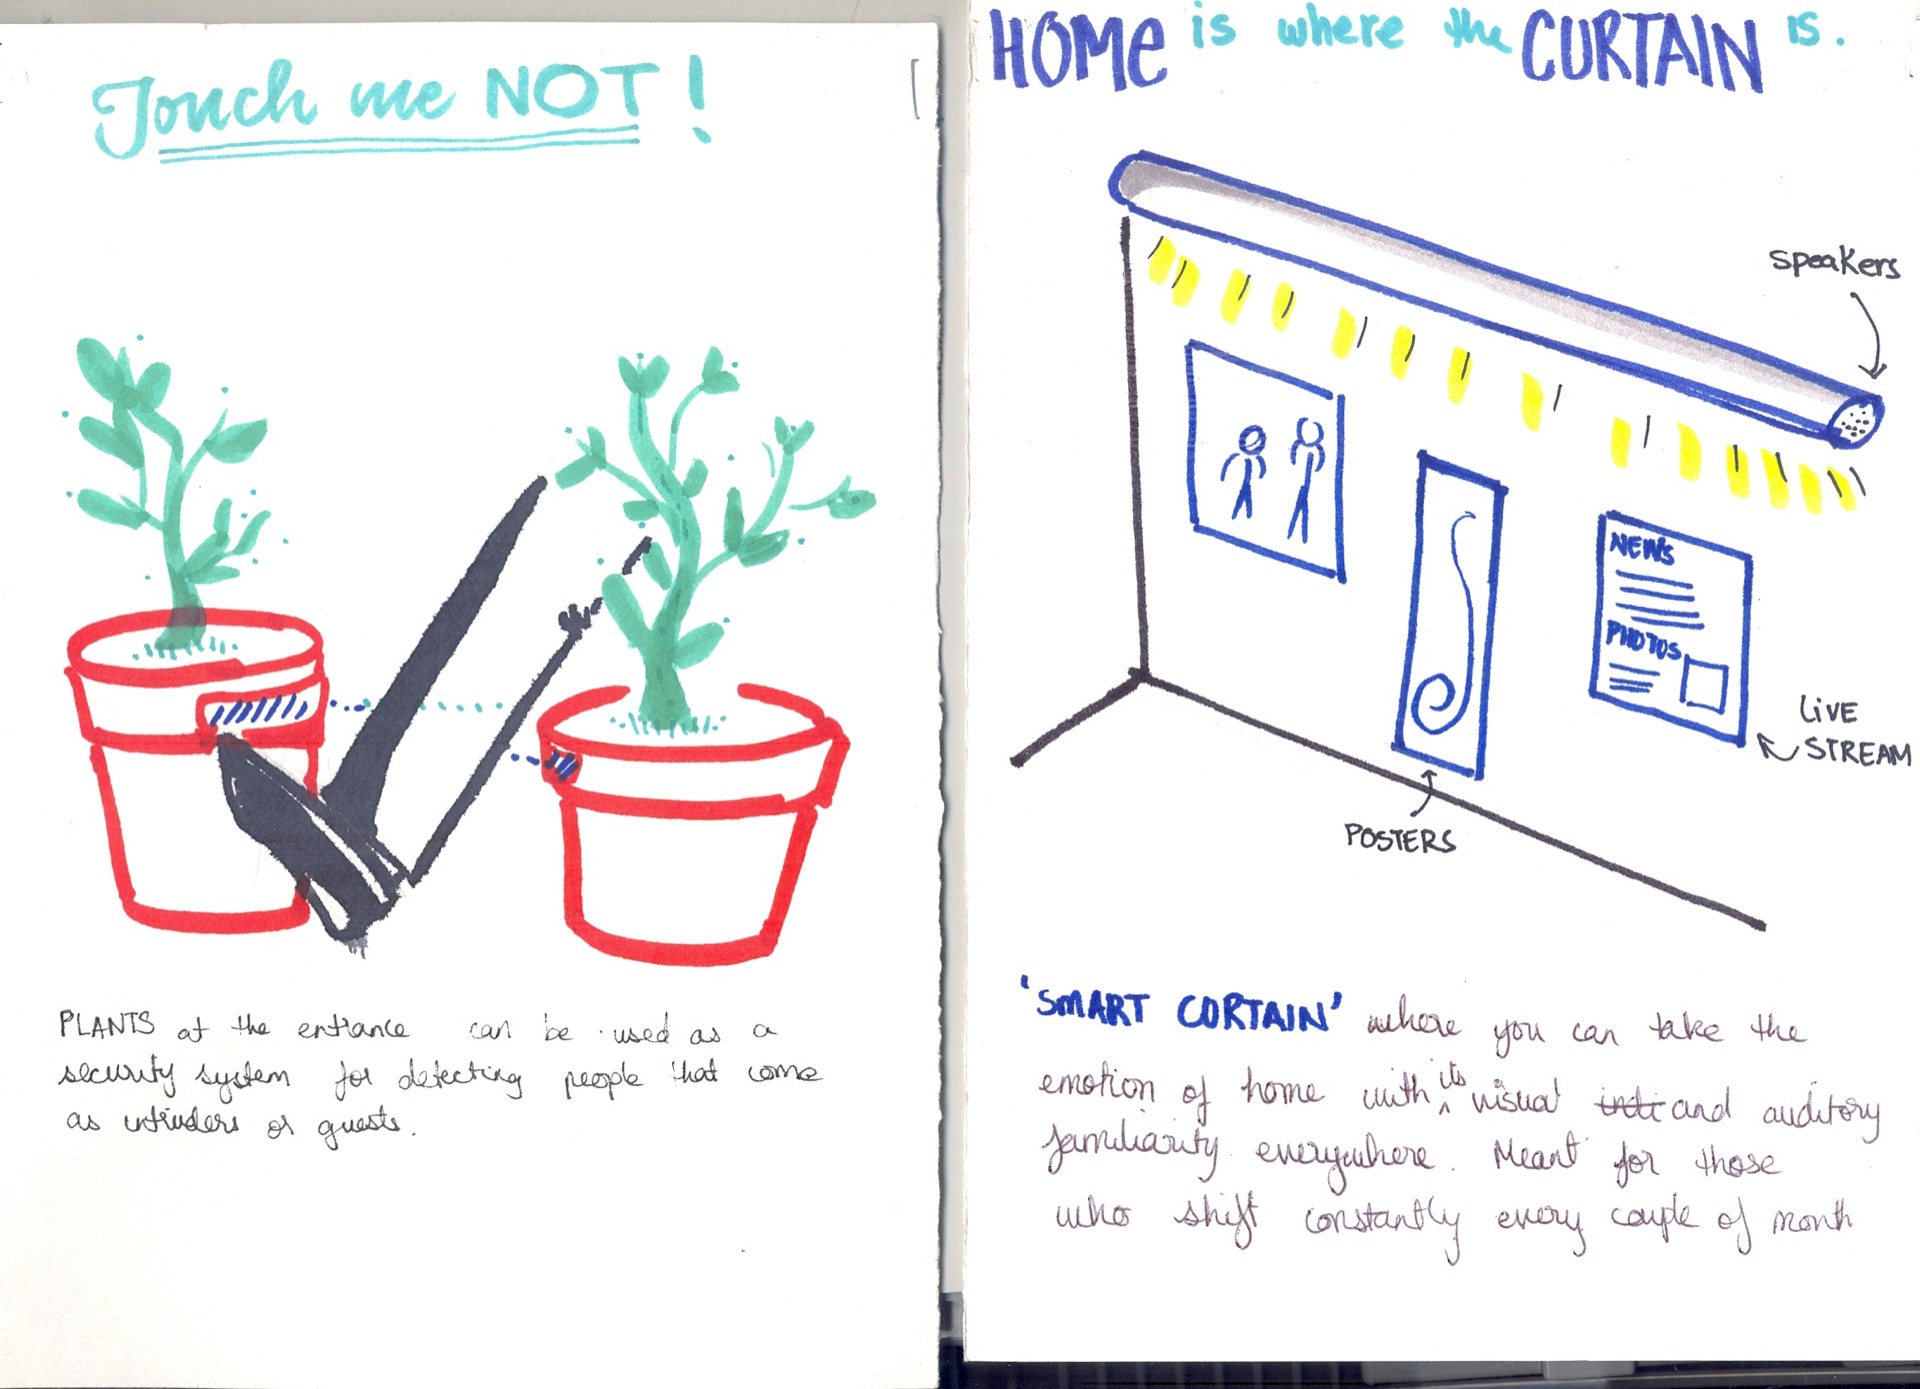 Touch me NOT!
PLANTS at the entrance can be used as a
security system for detecting people that come
as intruders or guests.
HOME is where the CURTAIN is.
speakers
NEWS
PHOTOS
LIVE
STREAM
POSTERS
'SMART CURTAIN' where you can take the
emotion of home with its visual and auditory
familiarity everywhere. Meant for those
who shift constantly every couple of month